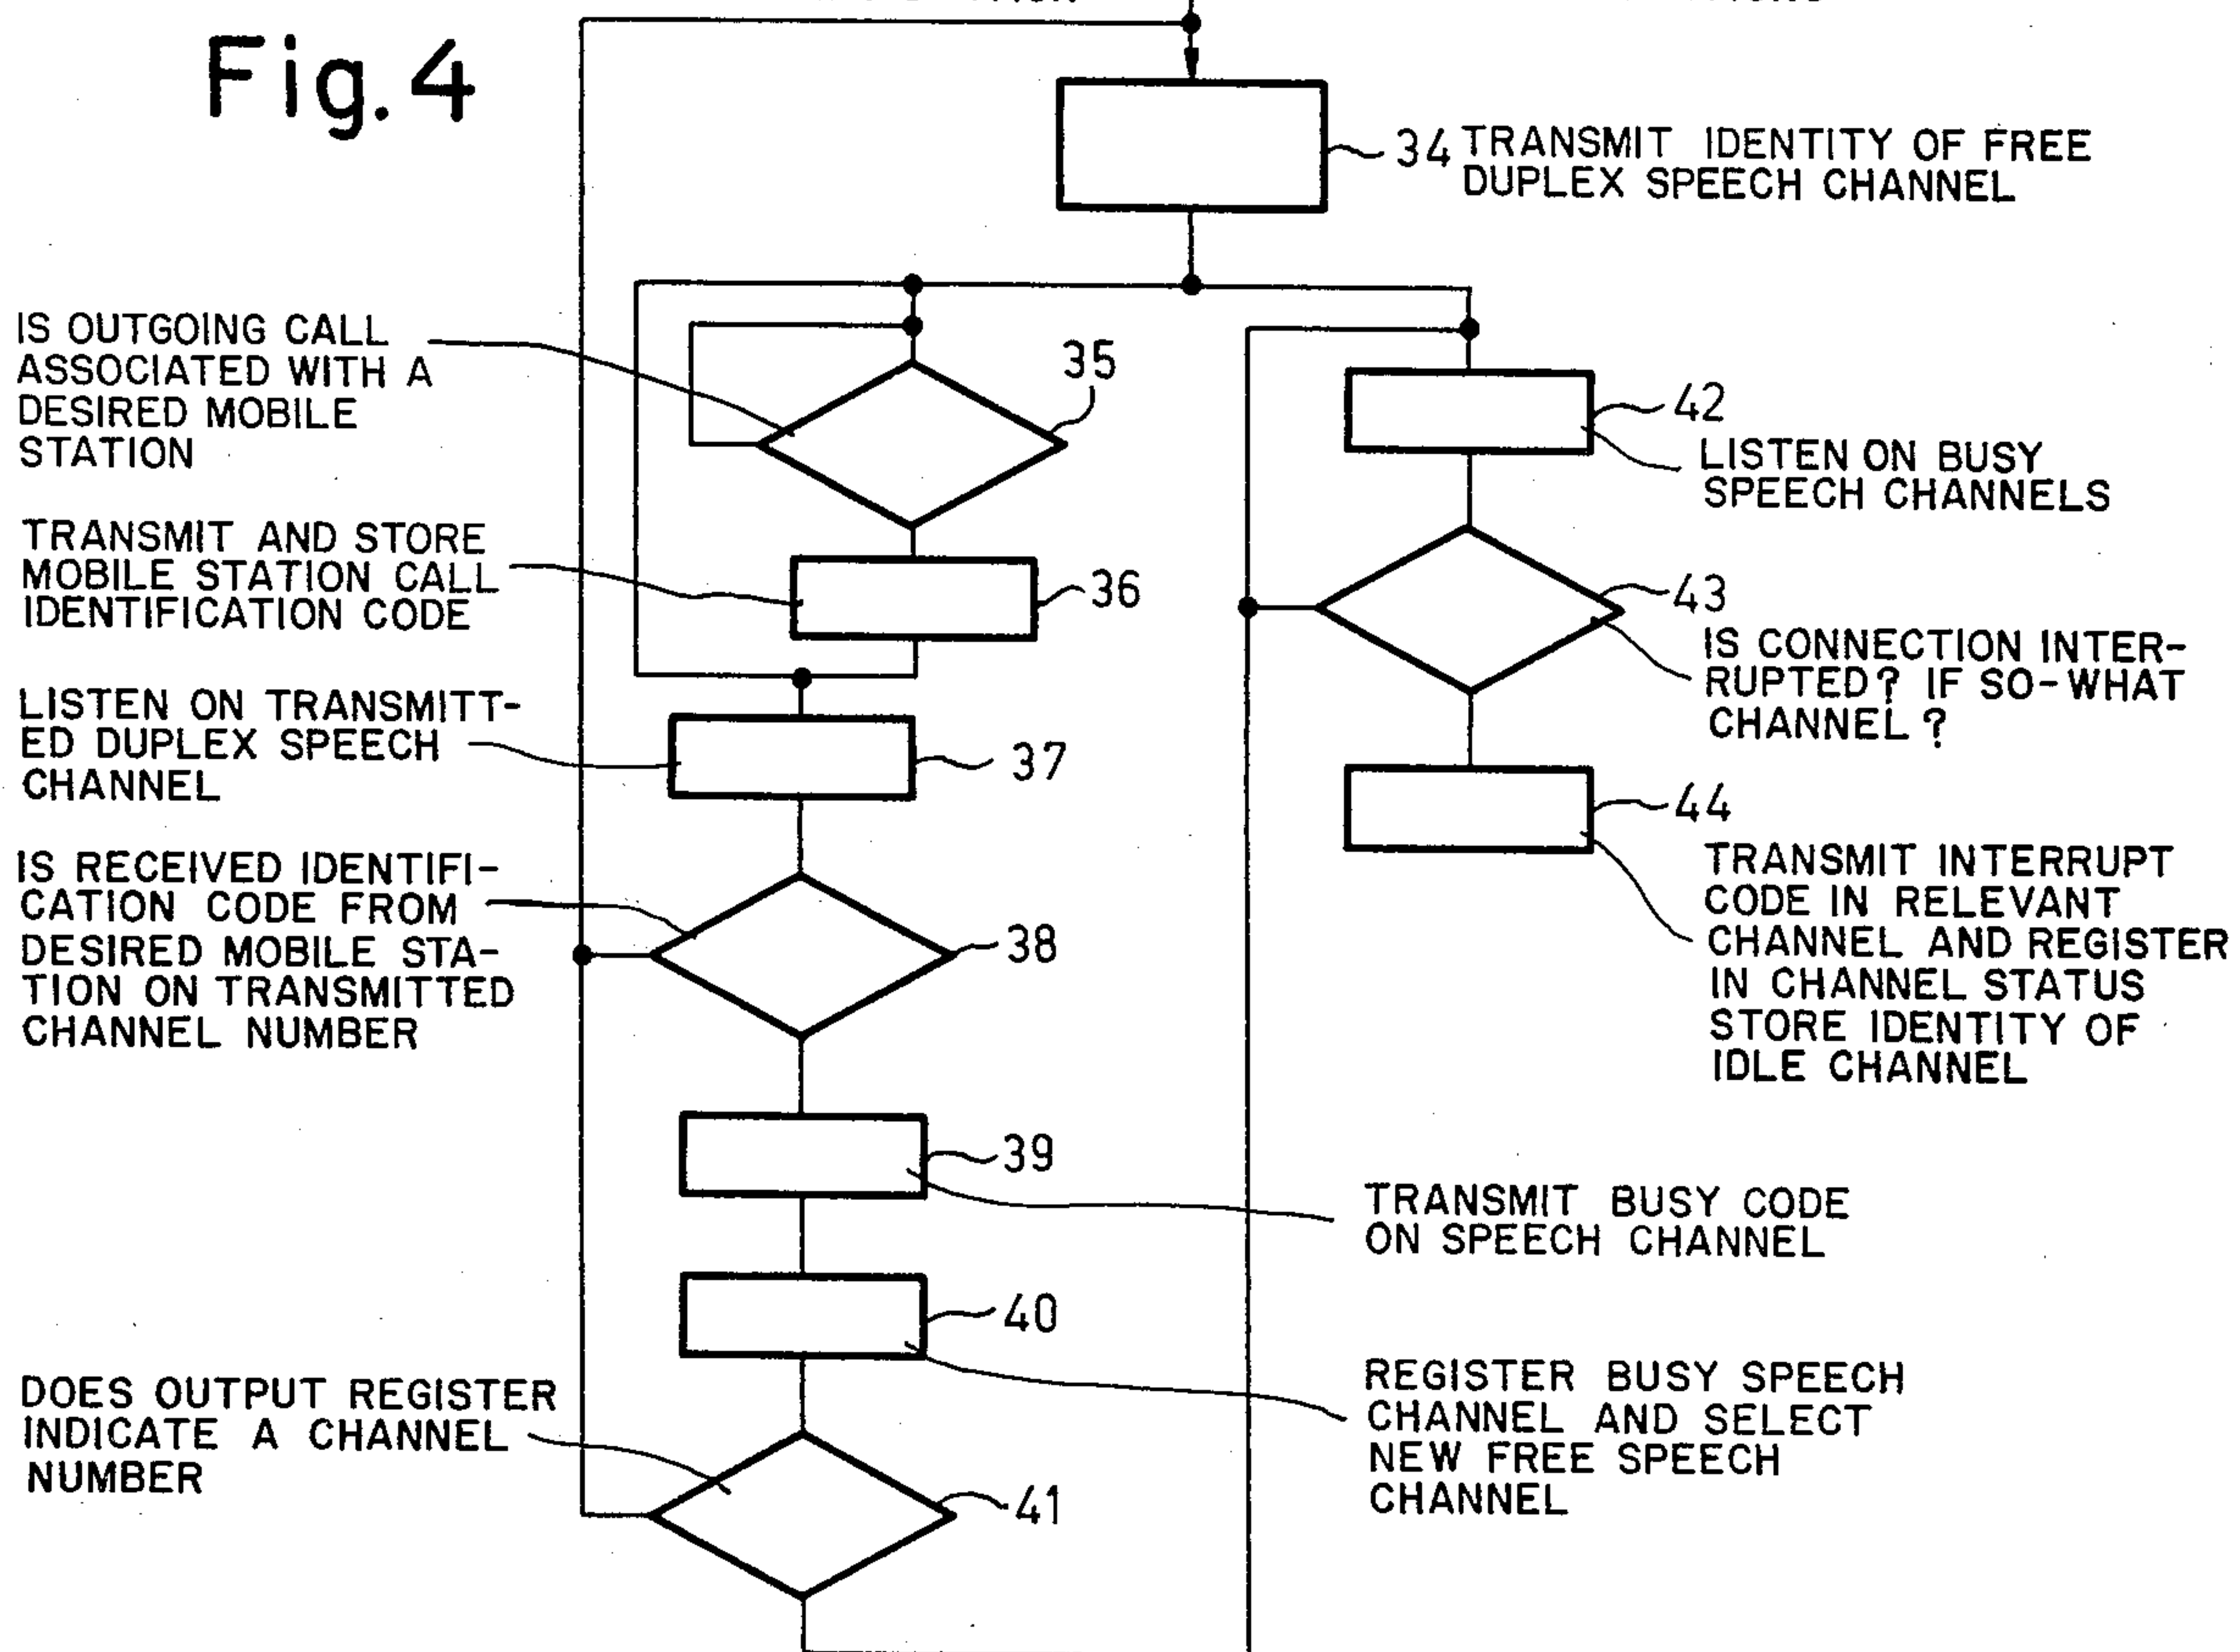 Fig. 4
34 TRANSMIT IDENTITY OF FREE
DUPLEX SPEECH CHANNEL
IS OUTGOING CALL
ASSOCIATED WITH A
DESIRED MOBILE
STATION
35
TRANSMIT AND STORE
MOBILE STATION CALL
IDENTIFICATION CODE
36
LISTEN ON TRANSMITT-
ED DUPLEX SPEECH
CHANNEL
37
IS RECEIVED IDENTIFI-
CATION CODE FROM
DESIRED MOBILE STA-
TION ON TRANSMITTED
CHANNEL NUMBER
38
39
TRANSMIT BUSY CODE
ON SPEECH CHANNEL
40
REGISTER BUSY SPEECH
CHANNEL AND SELECT
NEW FREE SPEECH
CHANNEL
DOES OUTPUT REGISTER
INDICATE A CHANNEL
NUMBER
41
42
LISTEN ON BUSY
SPEECH CHANNELS
43
IS CONNECTION INTER-
RUPTED? IF SO-WHAT
CHANNEL?
44
TRANSMIT INTERRUPT
CODE IN RELEVANT
CHANNEL AND REGISTER
IN CHANNEL STATUS
STORE IDENTITY OF
IDLE CHANNEL